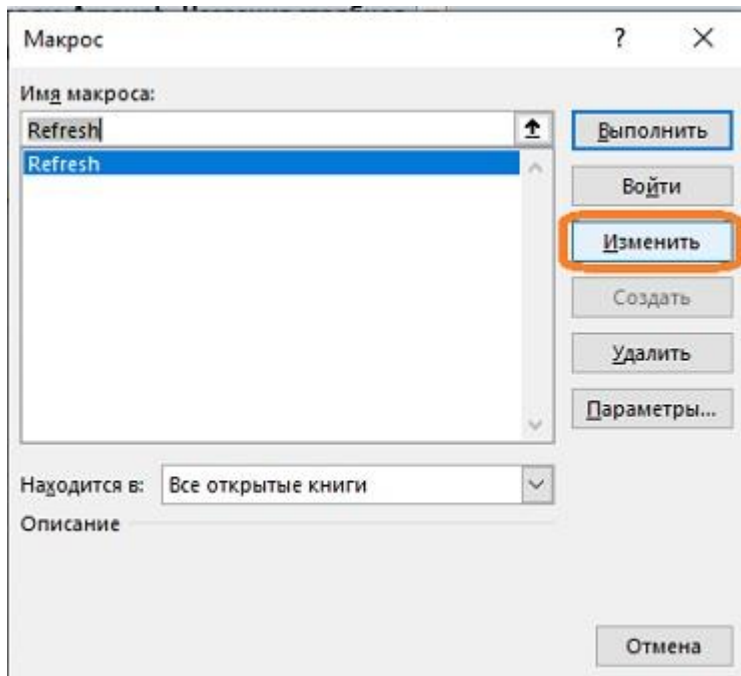 Макрос
?
Имя макроса:
Refresh
Refresh
Выполнить
Войти
Изменить
Создать
Удалить
Параметры...
Находится в: Все открытые книги
Описание
Отмена